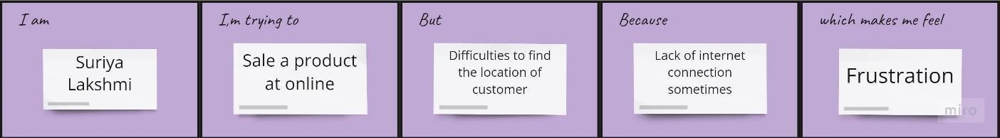 I am
Suriya
Lakshmi
I,m trying to
Sale a product
at online
But
Difficulties to find
the location of
customer
Because
Lack of internet
connection
sometimes
which makes me feel
Frustration
miro